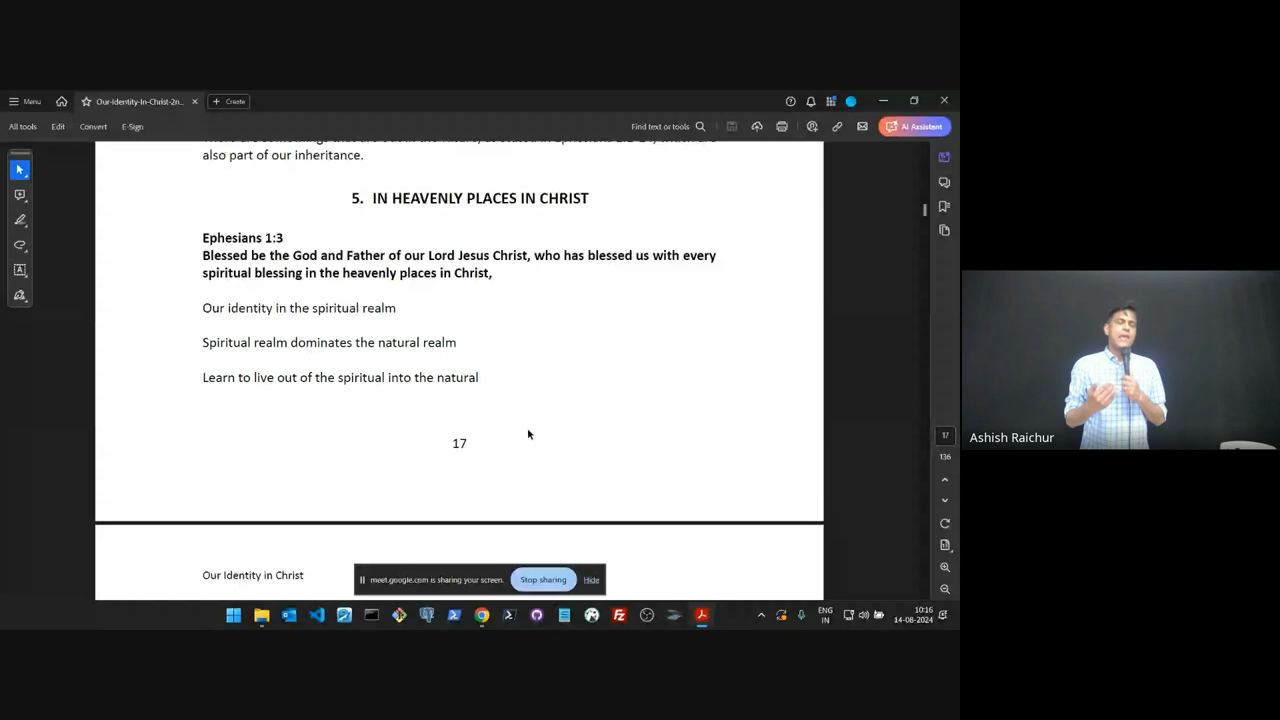 Menu
Our-Identity-In-Christ-2n...
Create
All tools
Edit
Convert
E-Sign
Find text or tools
AI Assistant
also part of our inheritance.
5. IN HEAVENLY PLACES IN CHRIST
Ephesians 1:3
Blessed be the God and Father of our Lord Jesus Christ, who has blessed us with every
spiritual blessing in the heavenly places in Christ,
Our identity in the spiritual realm
Spiritual realm dominates the natural realm
Learn to live out of the spiritual into the natural
17
17
136
Our Identity in Christ
meet.google.com is sharing your screen.
Stop sharing
Hide
ENG
IN
10:16
14-08-2024
Ashish Raichur